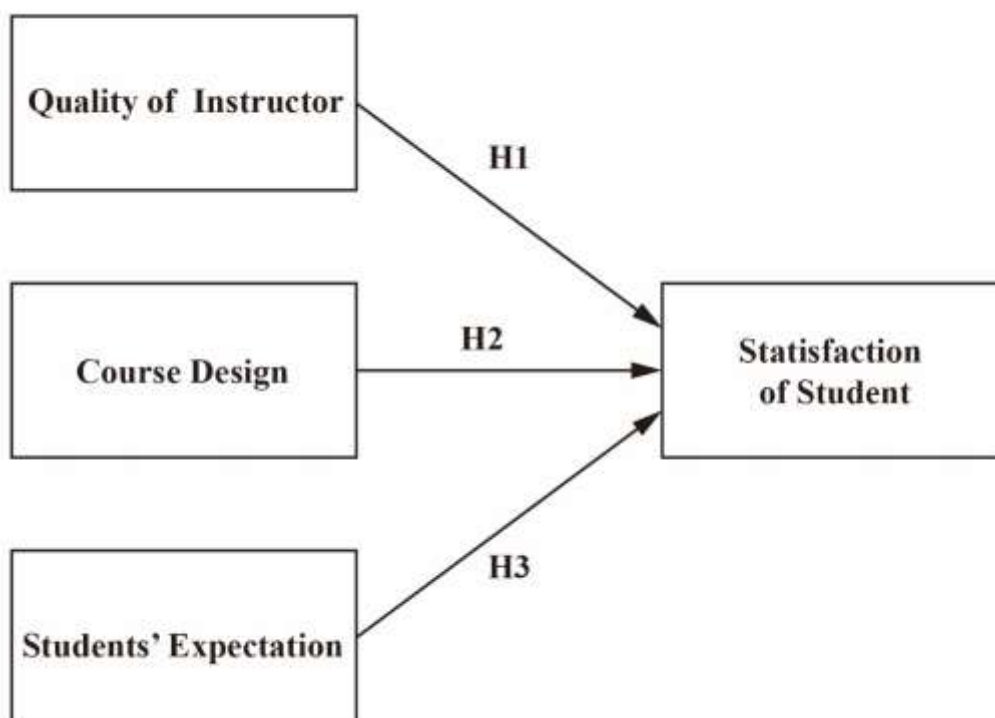 Quality of Instructor
H1
Course Design
H2
Statisfaction
of Student
H3
Students’ Expectation